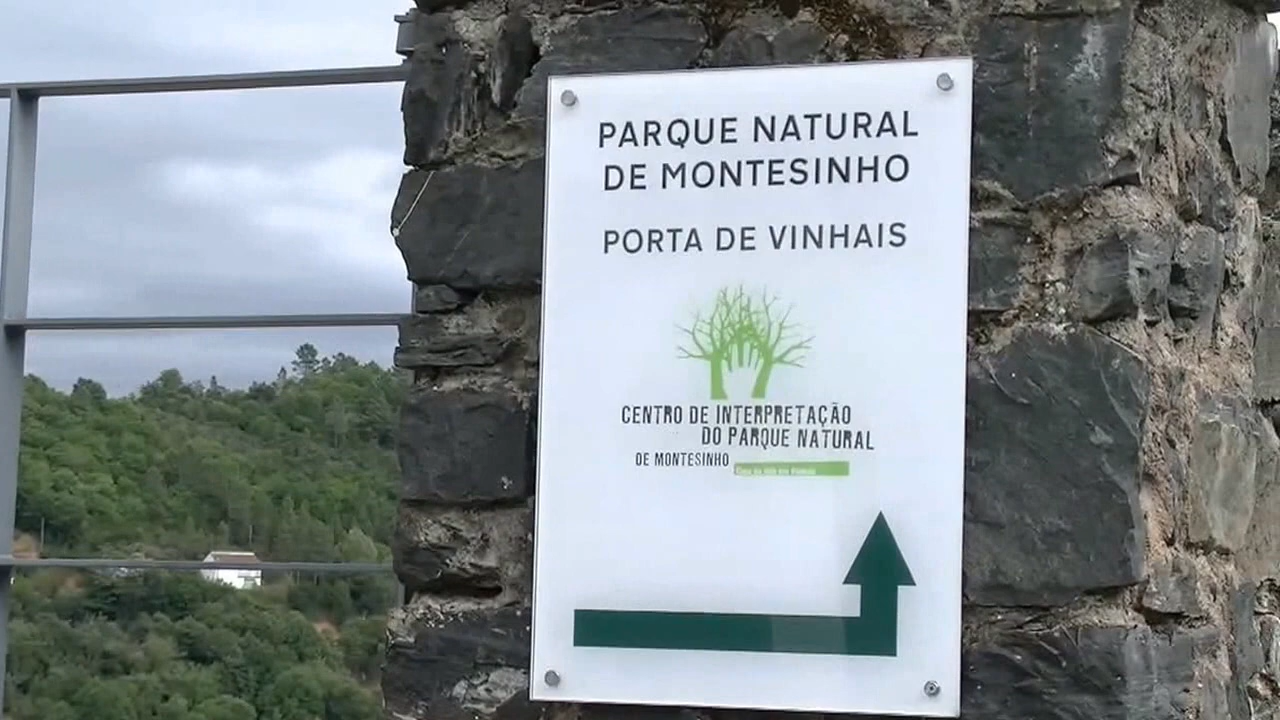 PARQUE NATURAL
DE MONTESINHO
PORTA DE VINHAIS
CENTRO DE INTERPRETAÇÃO
DO PARQUE NATURAL
DE MONTESINHO